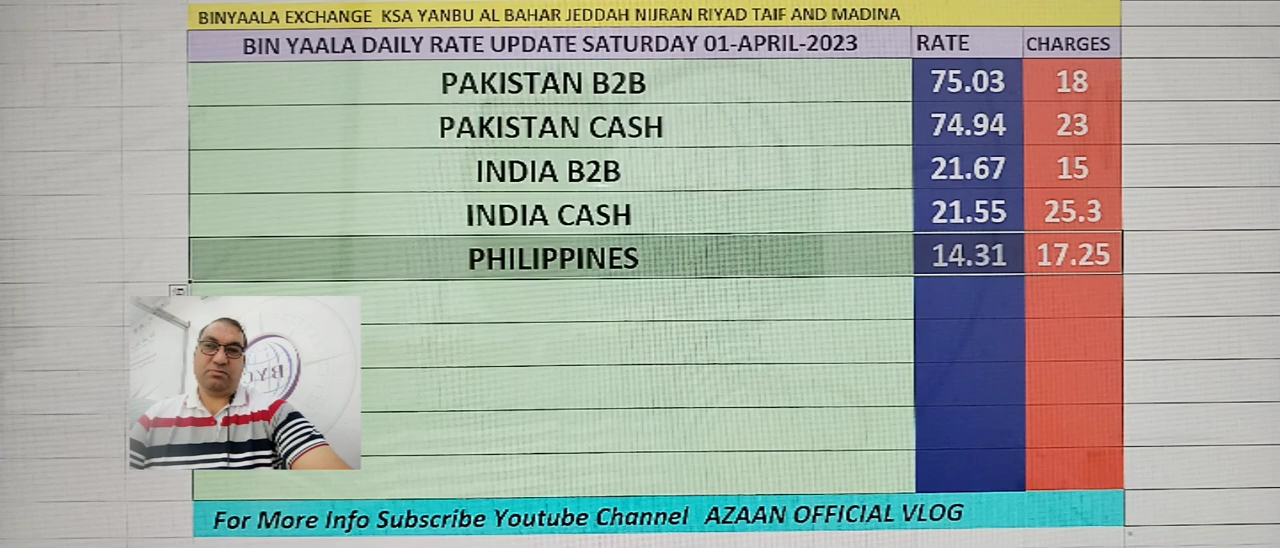 BINYAALA EXCHANGE KSA YANBU AL BAHAR JEDDAH NIJRAN RIYAD TAIF AND MADINA
BIN YAALA DAILY RATE UPDATE SATURDAY 01-APRIL-2023 RATE CHARGES
PAKISTAN B2B 75.03 18
PAKISTAN CASH 74.94 23
INDIA B2B 21.67 15
INDIA CASH 21.55 25.3
PHILIPPINES 14.31 17.25
BYC
For More Info Subscribe Youtube Channel AZAAN OFFICIAL VLOG